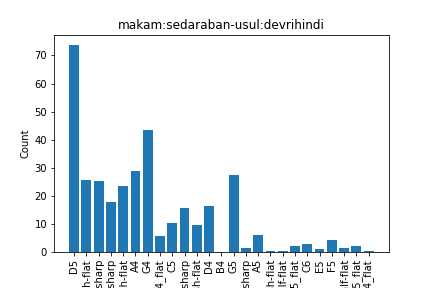 makam:sedaraban-usul:devrihindi
Count
70
60
50
40
30
20
10
0
D5
h-flat
sharp
sharp
h-flat
A4
G4
4_flat
C5
sharp
h-flat
D4
B4
G5
sharp
A5
h-flat
lf-flat
5_flat
C6
E5
F5
lf-flat
5_flat
4_flat